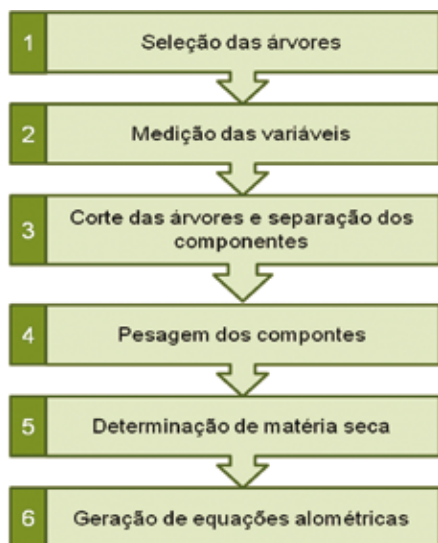 1 Seleção das árvores
2 Medição das variáveis
3 Corte das árvores e separação dos
componentes
4 Pesagem dos compontes
5 Determinação de matéria seca
6 Geração de equações alométricas